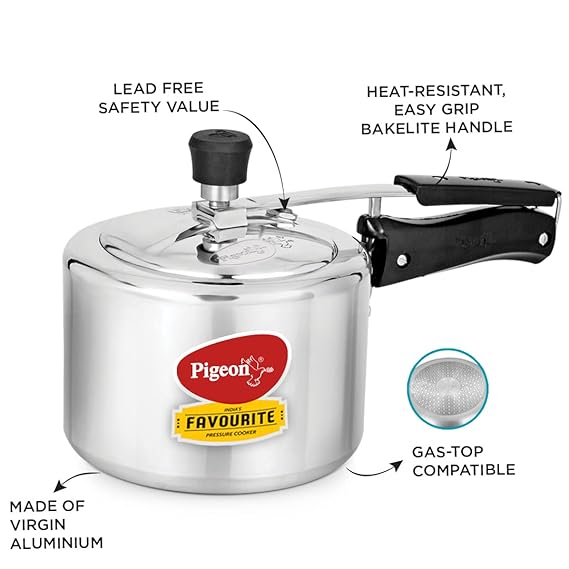 LEAD FREE
SAFETY VALUE
HEAT-RESISTANT,
EASY GRIP
BAKELITE HANDLE
Pigeon
Pigeon®
INDIA'S
FAVOURITE
PRESSURE COOKER
GAS-TOP
COMPATIBLE
MADE OF
VIRGIN
ALUMINIUM